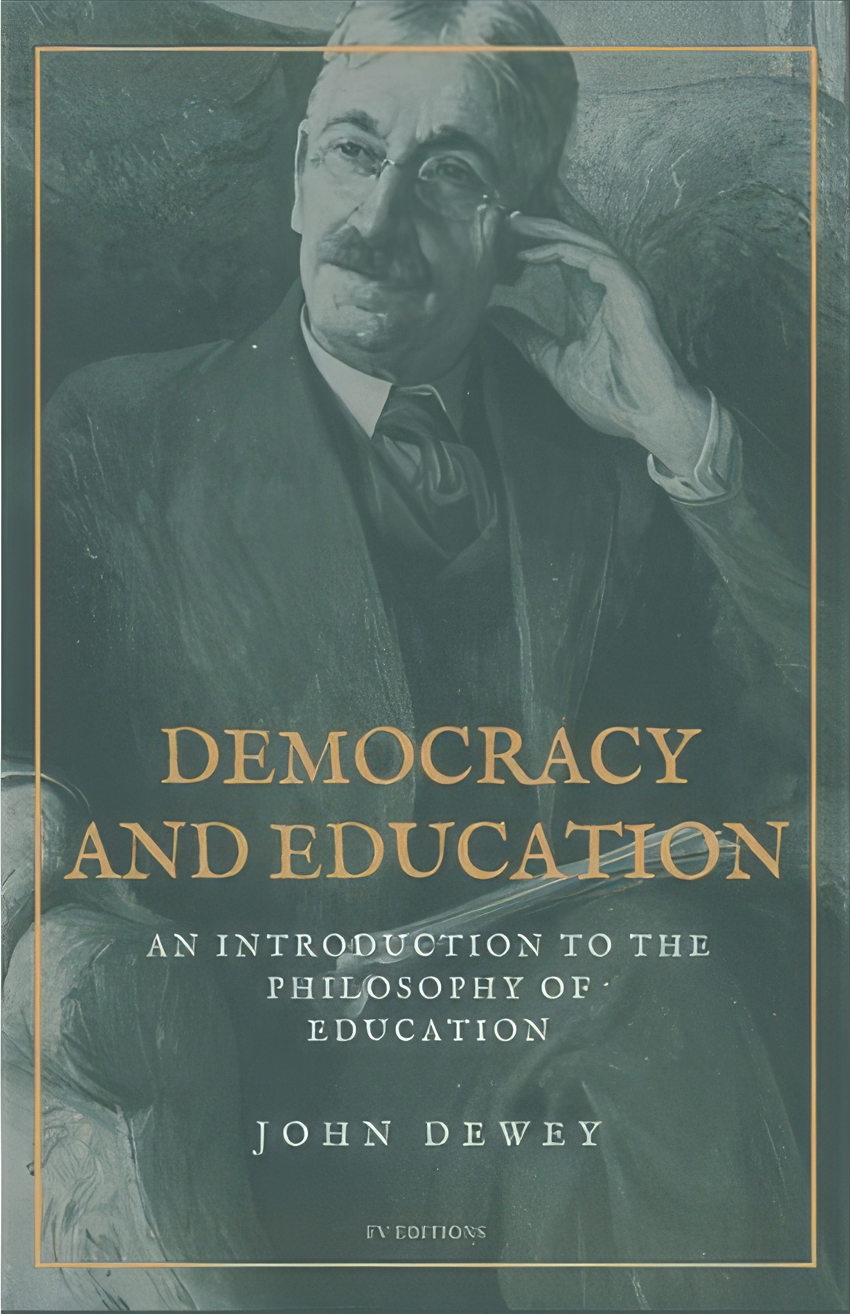 DEMOCRACY
AND EDUCATION
AN INTRODUCTION TO THE
PHILOSOPHY OF
EDUCATION
JOHN DEWEY
FV EDITIONS